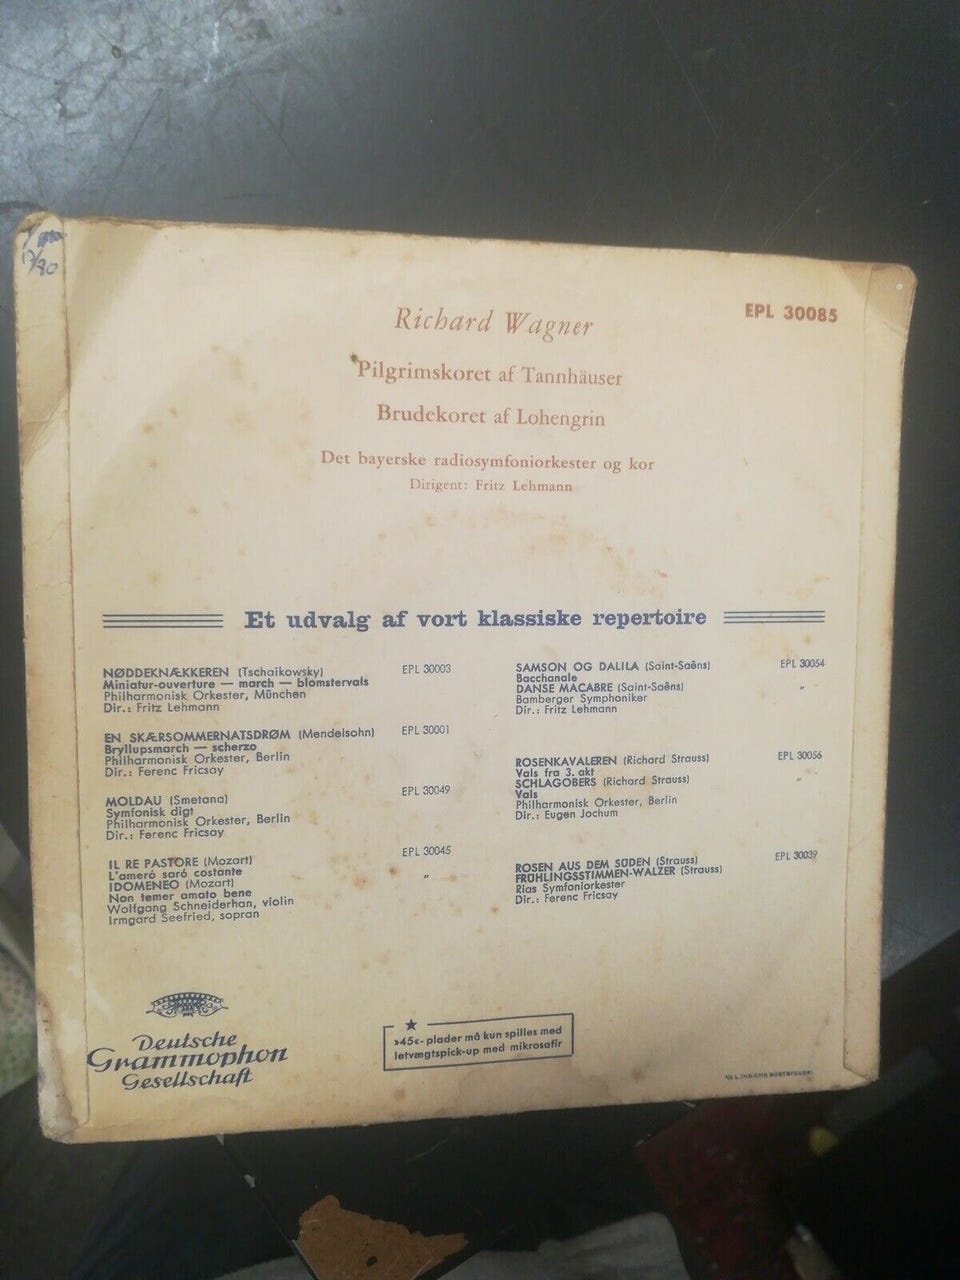 17/80
Richard Wagner
EPL 30085
Pilgrimskoret af Tannhäuser
Brudekoret af Lohengrin
Det bayerske radiosymfoniorkester og kor
Dirigent: Fritz Lehmann
Et udvalg af vort klassiske repertoire
NØDDEKNÆKKEREN (Tschaikowsky) EPL 30003
Miniatur-ouverture — march — blomstervals
Philharmonisk Orkester, München
Dir.: Fritz Lehmann
EN SKÆRSOMMERNATSDRØM (Mendelsohn) EPL 30001
Bryllupsmarch — scherzo
Philharmonisk Orkester, Berlin
Dir.: Ferenc Fricsay
MOLDAU (Smetana) EPL 30049
Symfonisk digt
Philharmonisk Orkester, Berlin
Dir.: Ferenc Fricsay
IL RE PASTORE (Mozart) EPL 30045
L'ameró saró costante
IDOMENEO (Mozart) "
Non temer amato bene
Wolfgang Schneiderhan, violin
Irmgard Seefried, sopran
SAMSON OG DALILA (Saint-Saëns) EPL 30054
Bacchanale
DANSE MACABRE (Saint-Saëns) "
Bamberger Symphoniker
Dir.: Fritz Lehmann
ROSENKAVALEREN (Richard Strauss) EPL 30056
Vals fra 3. akt
SCHLAGOBERS (Richard Strauss) "
Vals
Philharmonisk Orkester, Berlin
Dir.: Eugen Jochum
ROSEN AUS DEM SÜDEN (Strauss) EPL 30039
FRÜHLINGSSTIMMEN-WALZER (Strauss)
Rias Symfoniorkester
Dir.: Ferenc Fricsay
Deutsche
Grammophon
Gesellschaft
»45«- plader må kun spilles med
letvægtspick-up med mikrosafir